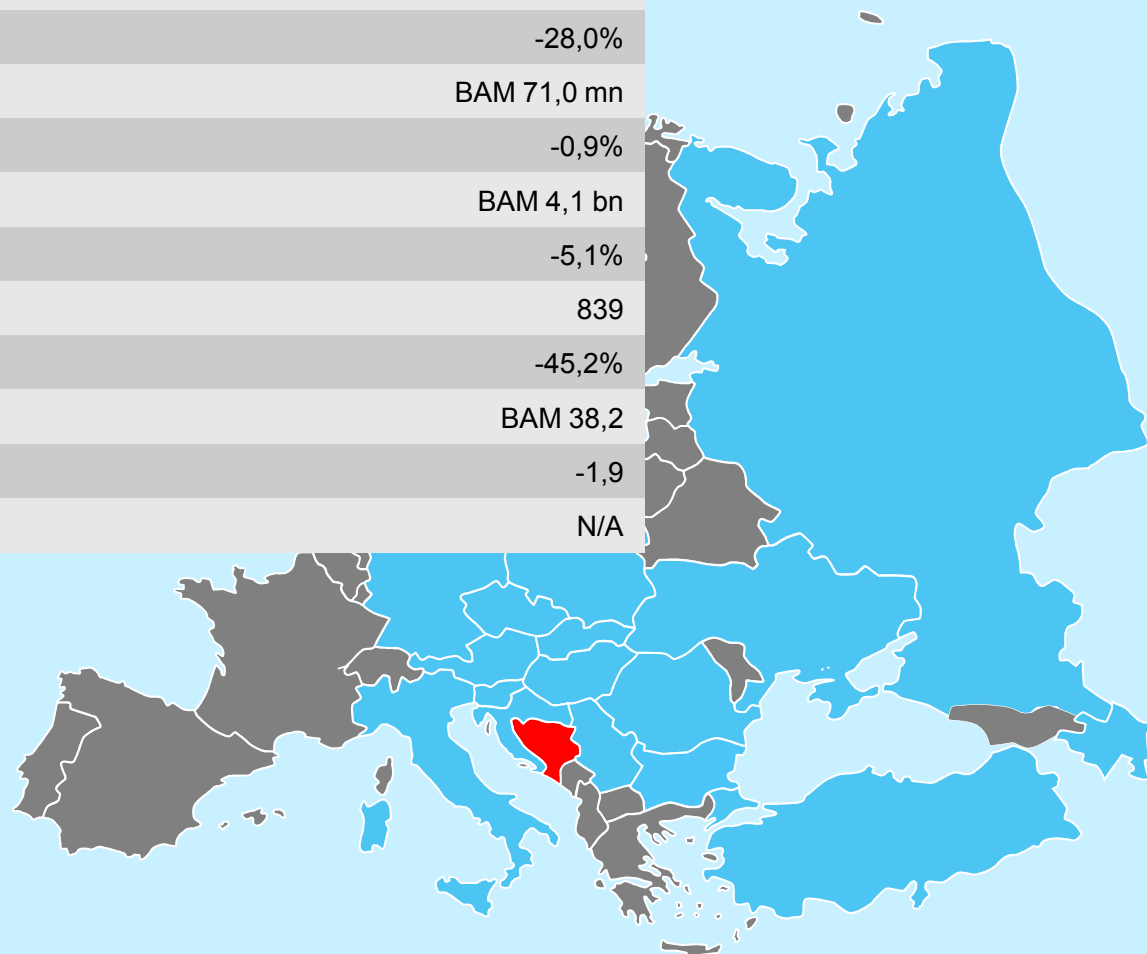 -28,0%
BAM 71,0 mn
-0,9%
BAM 4,1 bn
-5,1%
839
-45,2%
BAM 38,2
-1,9
N/A